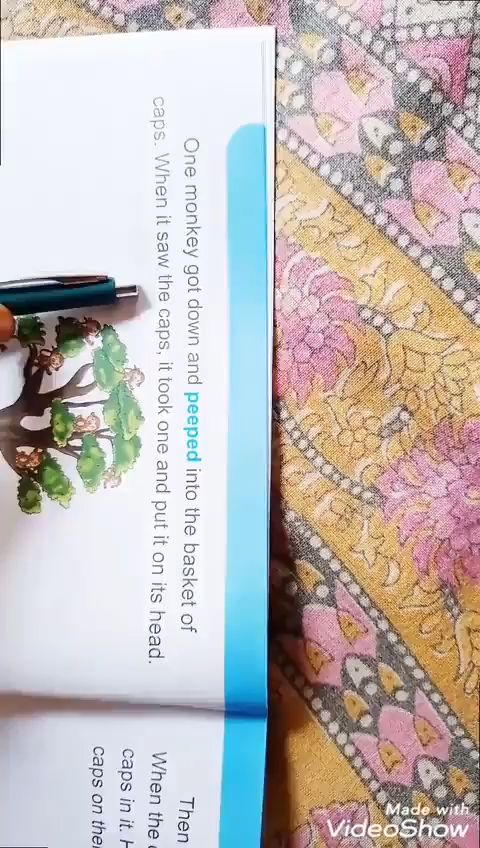 One monkey got down and peeped into the basket of
caps. When it saw the caps, it took one and put it on its head.
Then
When the
caps in it.
caps on
Made with
VideoShow